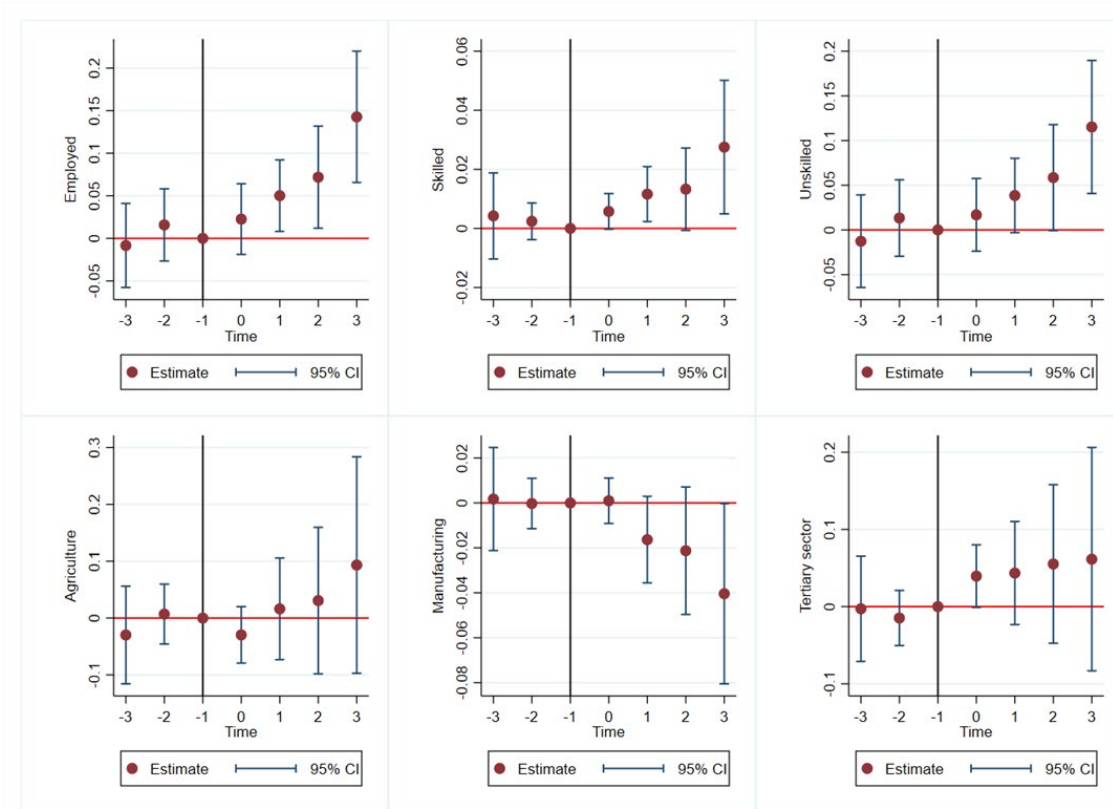 Employed
0.2
0.15
0.1
0.05
0
-0.05
-3 -2 -1 0 1 2 3
Time
Estimate 95% CI
Skilled
0.06
0.04
0.02
0
-0.02
-3 -2 -1 0 1 2 3
Time
Estimate 95% CI
Unskilled
0.2
0.15
0.1
0.05
0
-0.05
-3 -2 -1 0 1 2 3
Time
Estimate 95% CI
Agriculture
0.3
0.2
0.1
0
-0.1
-3 -2 -1 0 1 2 3
Time
Estimate 95% CI
Manufacturing
0.02
0
-0.02
-0.04
-0.06
-0.08
-3 -2 -1 0 1 2 3
Time
Estimate 95% CI
Tertiary sector
0.2
0.1
0
-0.1
-3 -2 -1 0 1 2 3
Time
Estimate 95% CI